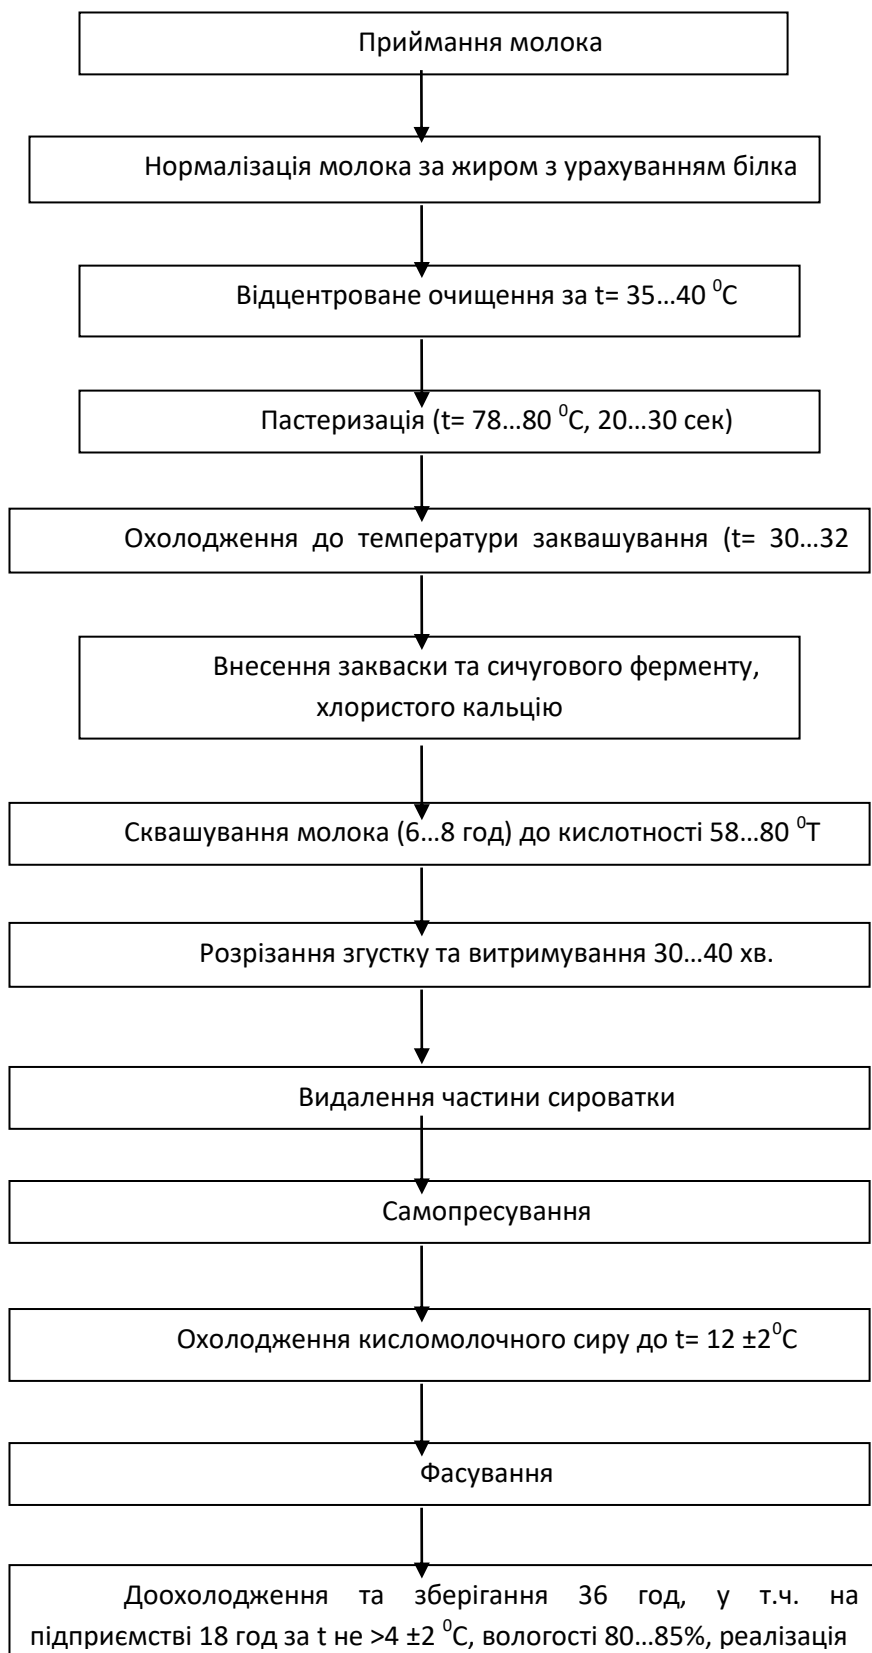 Приймання молока
Нормалізація молока за жиром з урахуванням білка
Відцентроване очищення за t= 35...40 ⁰C
Пастеризація (t= 78...80 ⁰C, 20...30 сек)
Охолодження до температури заквашування (t= 30...32
Внесення закваски та сичугового ферменту,
хлористого кальцію
Сквашування молока (6...8 год) до кислотності 58...80 ⁰Т
Розрізання згустку та витримування 30...40 хв.
Видалення частини сироватки
Самопресування
Охолодження кисломолочного сиру до t= 12 ±2⁰C
Фасування
Доохолодження та зберігання 36 год, у т.ч. на
підприємстві 18 год за t не >4 ±2 ⁰C, вологості 80...85%, реалізація